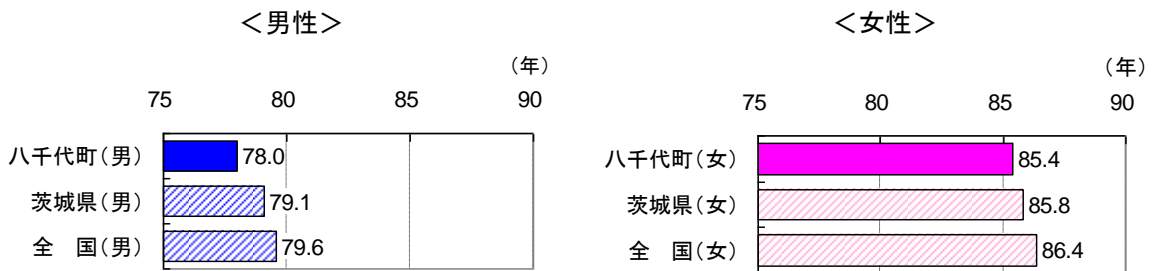 <男性>
(年)
75 80 85 90
八千代町(男) 78.0
茨城県(男) 79.1
全 国(男) 79.6
<女性>
(年)
75 80 85 90
八千代町(女) 85.4
茨城県(女) 85.8
全 国(女) 86.4